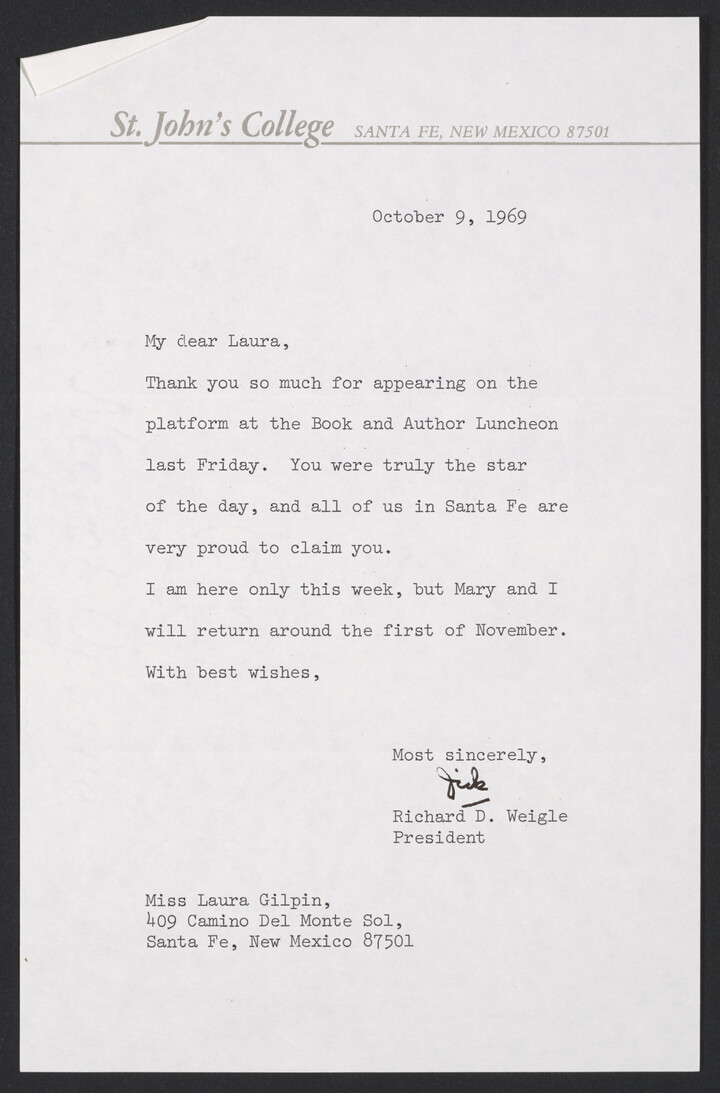 St. John's College SANTA FE, NEW MEXICO 87501
October 9, 1969
My dear Laura,
Thank you so much for appearing on the
platform at the Book and Author Luncheon
last Friday. You were truly the star
of the day, and all of us in Santa Fe are
very proud to claim you.
I am here only this week, but Mary and I
will return around the first of November.
With best wishes,
Most sincerely,
Dick
Richard D. Weigle
President
Miss Laura Gilpin,
409 Camino Del Monte Sol,
Santa Fe, New Mexico 87501